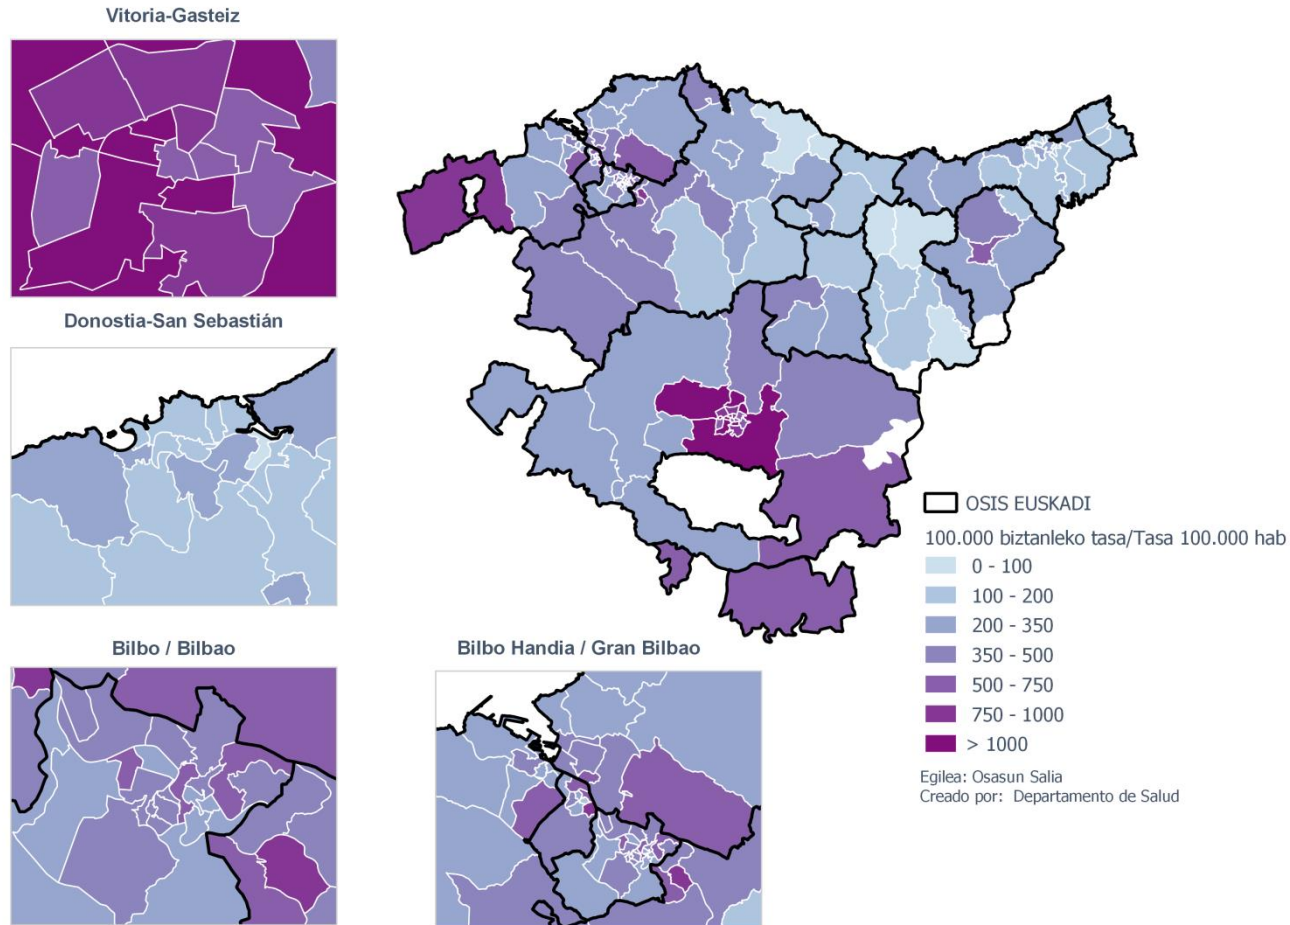 Vitoria-Gasteiz
Donostia-San Sebastián
Bilbo / Bilbao
Bilbo Handia / Gran Bilbao
OSIS EUSKADI
100.000 biztanleko tasa/Tasa 100.000 hab
0 - 100
100 - 200
200 - 350
350 - 500
500 - 750
750 - 1000
> 1000
Egilea: Osasun Salia
Creado por: Departamento de Salud